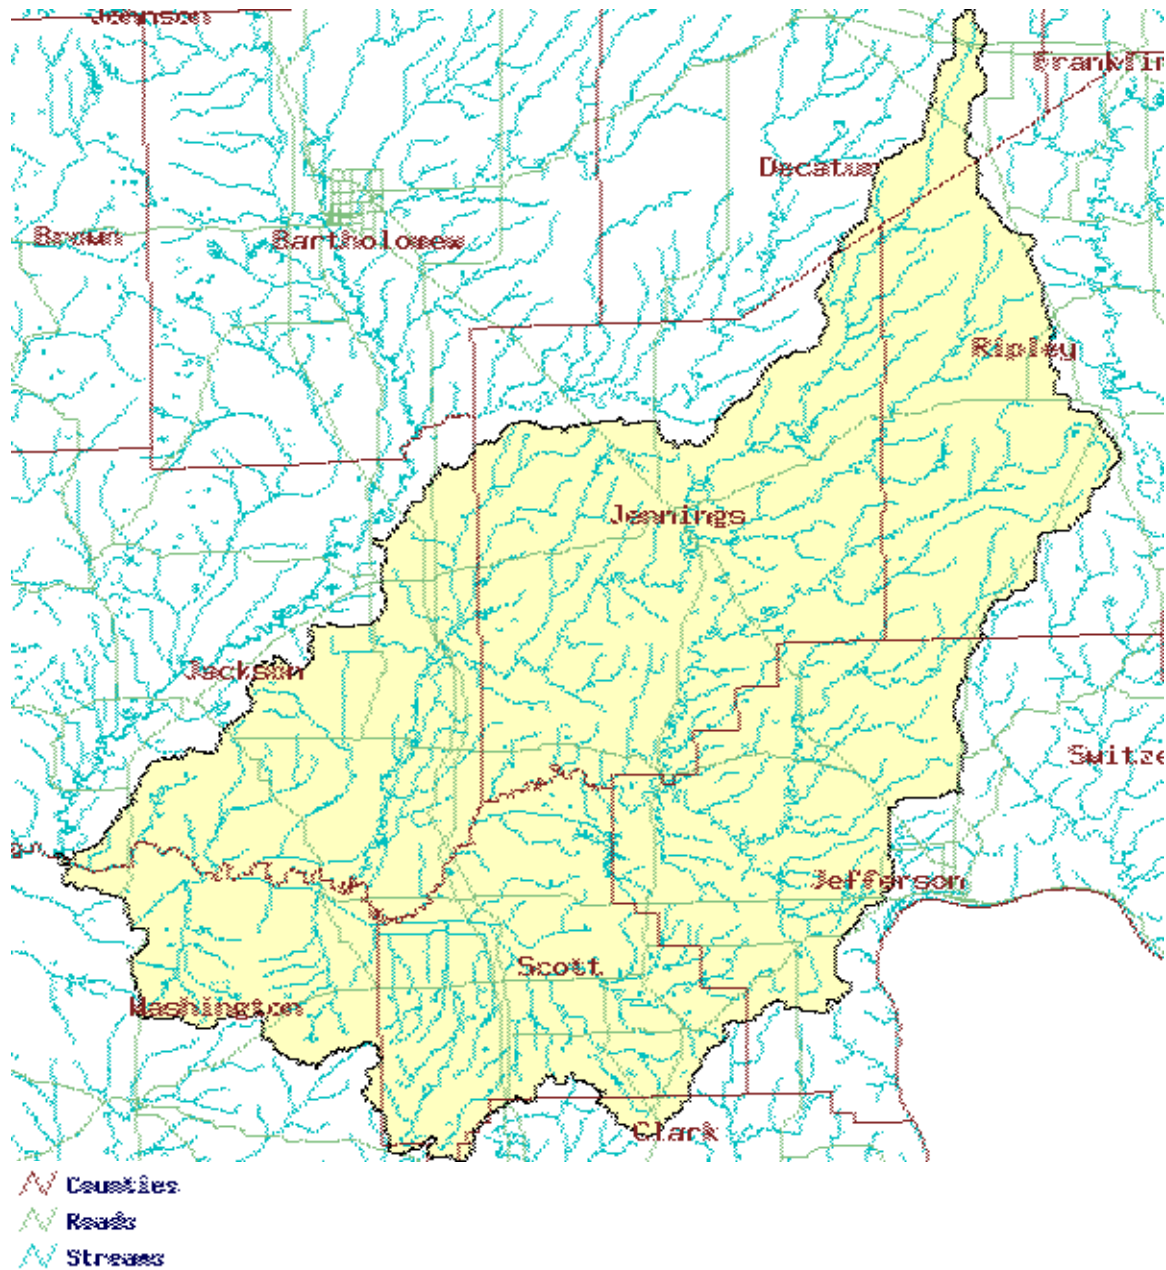 Johnson
Franklin
Decatur
Brown
Bartholomew
Ripley
Jennings
Jackson
Switze
Jefferson
Scott
Washington
Clark
Counties
Roads
Streams